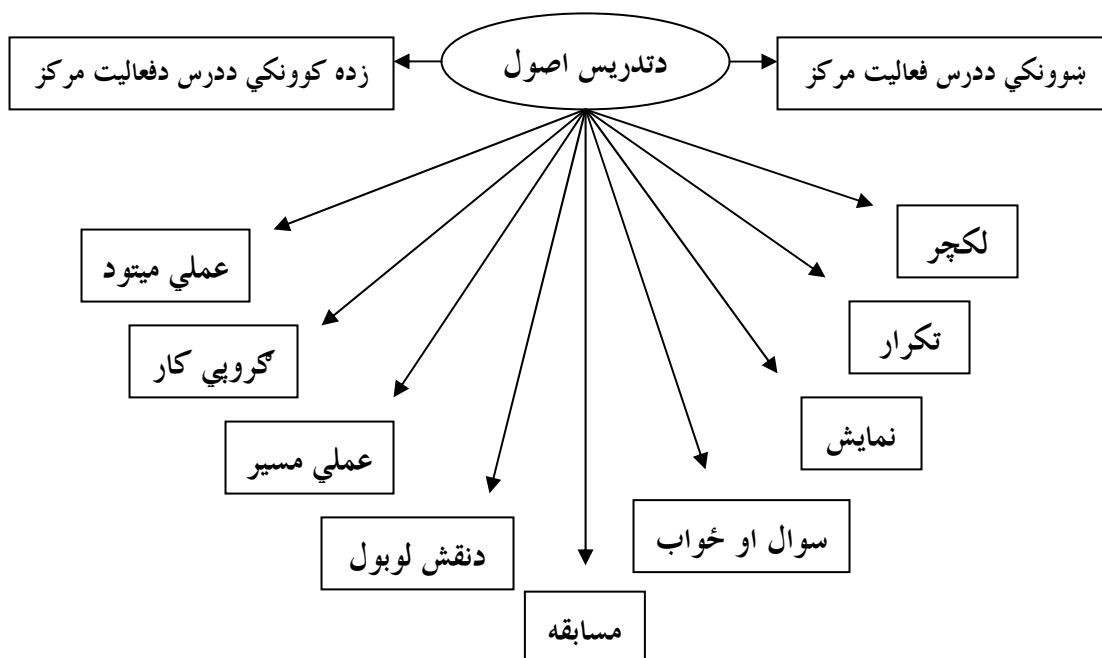 دتدریس اصول
ښوونکي ددرس فعالیت مرکز
زده کوونکي ددرس دفعالیت مرکز
لکچر
عملي میتود
تکرار
ګروپي کار
نمایش
عملي مسیر
سوال او ځواب
دنقش لوبول
مسابقه